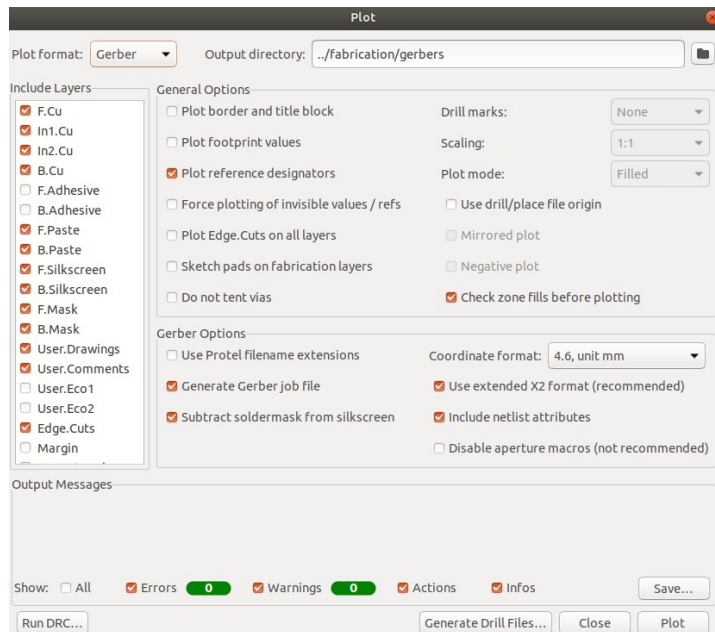 Plot
Plot format: Gerber Output directory: ../fabrication/gerbers
Include Layers
F.Cu
In1.Cu
In2.Cu
B.Cu
F.Adhesive
B.Adhesive
F.Paste
B.Paste
F.Silkscreen
B.Silkscreen
F.Mask
B.Mask
User.Drawings
User.Comments
User.Eco1
User.Eco2
Edge.Cuts
Margin
General Options
Plot border and title block Drill marks: None
Plot footprint values Scaling: 1:1
Plot reference designators Plot mode: Filled
Force plotting of invisible values / refs Use drill/place file origin
Plot Edge.Cuts on all layers Mirrored plot
Sketch pads on fabrication layers Negative plot
Do not tent vias Check zone fills before plotting
Gerber Options
Use Protel filename extensions Coordinate format: 4.6, unit mm
Generate Gerber job file Use extended X2 format (recommended)
Subtract soldermask from silkscreen Include netlist attributes
Disable aperture macros (not recommended)
Output Messages
Show: All Errors 0 Warnings 0 Actions Infos Save...
Run DRC... Generate Drill Files... Close Plot